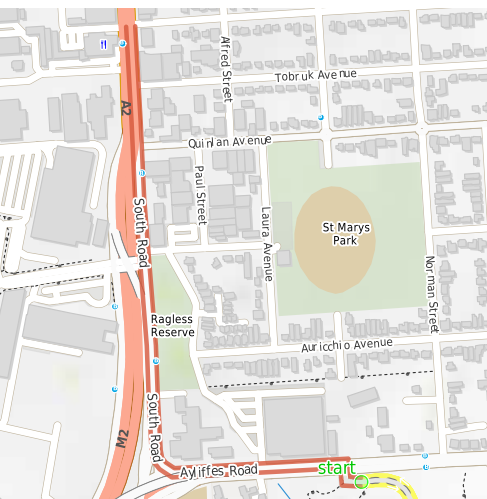 Alfred Street
Tobruk Avenue
A2
Quinlan Avenue
Paul Street
South Road
Laura Avenue
St Marys
Park
Norman Street
Ragless
Reserve
Auricchio Avenue
South Road
M2
Ayliffes Road
start